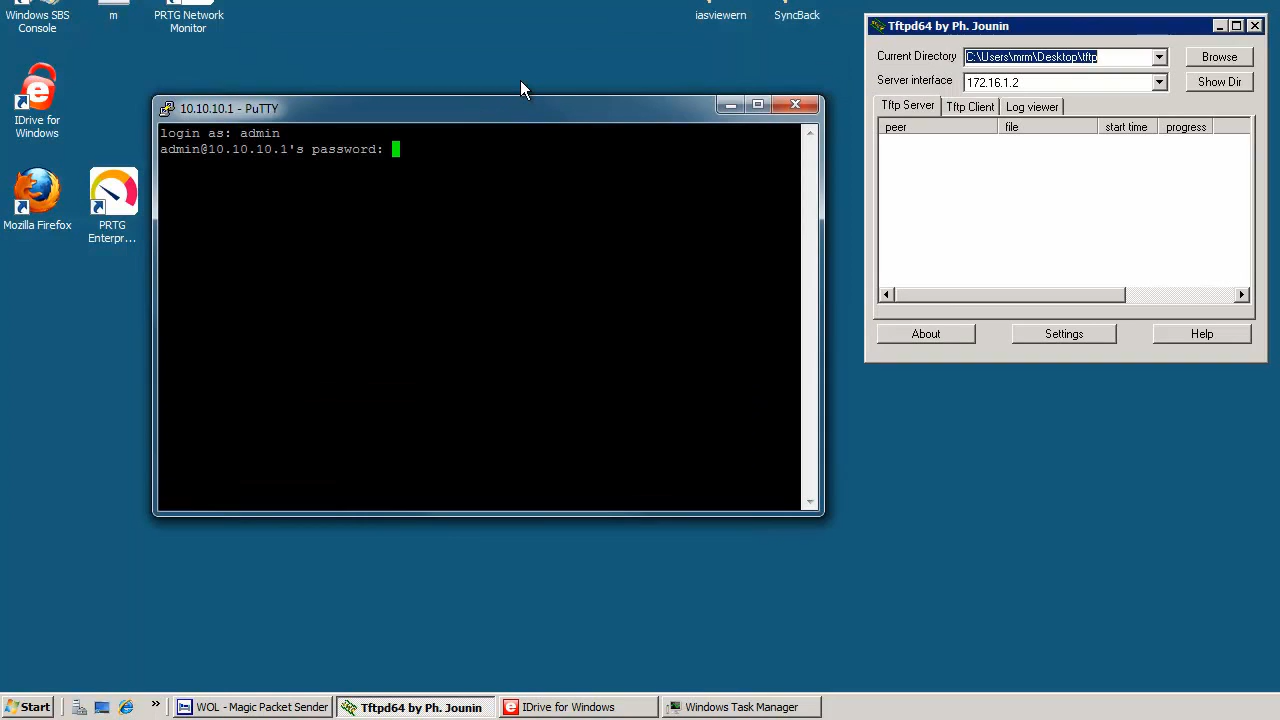 Windows SBS
Console
m
PRTG Network
Monitor
iasviewern
SyncBack
IDrive for
Windows
Mozilla Firefox
PRTG
Enterpr...
10.10.10.1 - PuTTY
login as: admin
admin@10.10.10.1's password:
Tftpd64 by Ph. Jounin
Current Directory
C:\Users\mrm\Desktop\tftp
Browse
Server interface
172.16.1.2
Show Dir
Tftp Server
Tftp Client
Log viewer
peer
file
start time
progress
About
Settings
Help
Start
»
WOL - Magic Packet Sender
Tftpd64 by Ph. Jounin
IDrive for Windows
Windows Task Manager